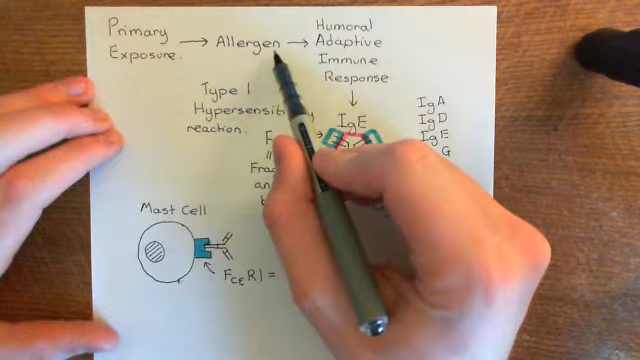 Primary Exposure. → Allergen → Humoral Adaptive Immune Response
Type 1
Hypersensitivity
reaction.
IgE
IgA
IgD
IgE
G
F
Mast Cell
FcεRI =